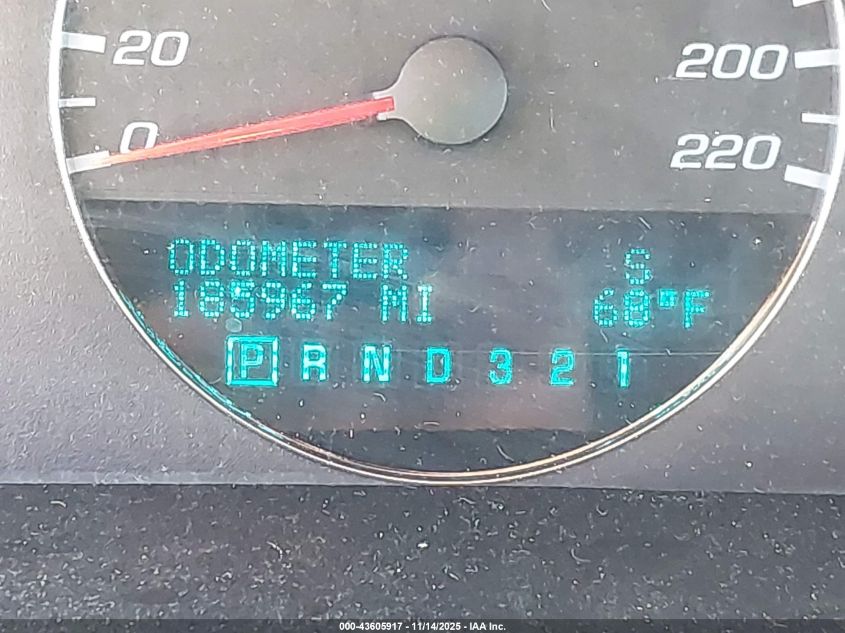 20
200
0
220
ODOMETER S
185967 MI 68°F
P R N D 3 2 1
000-43605917 - 11/14/2025 - IAA Inc.